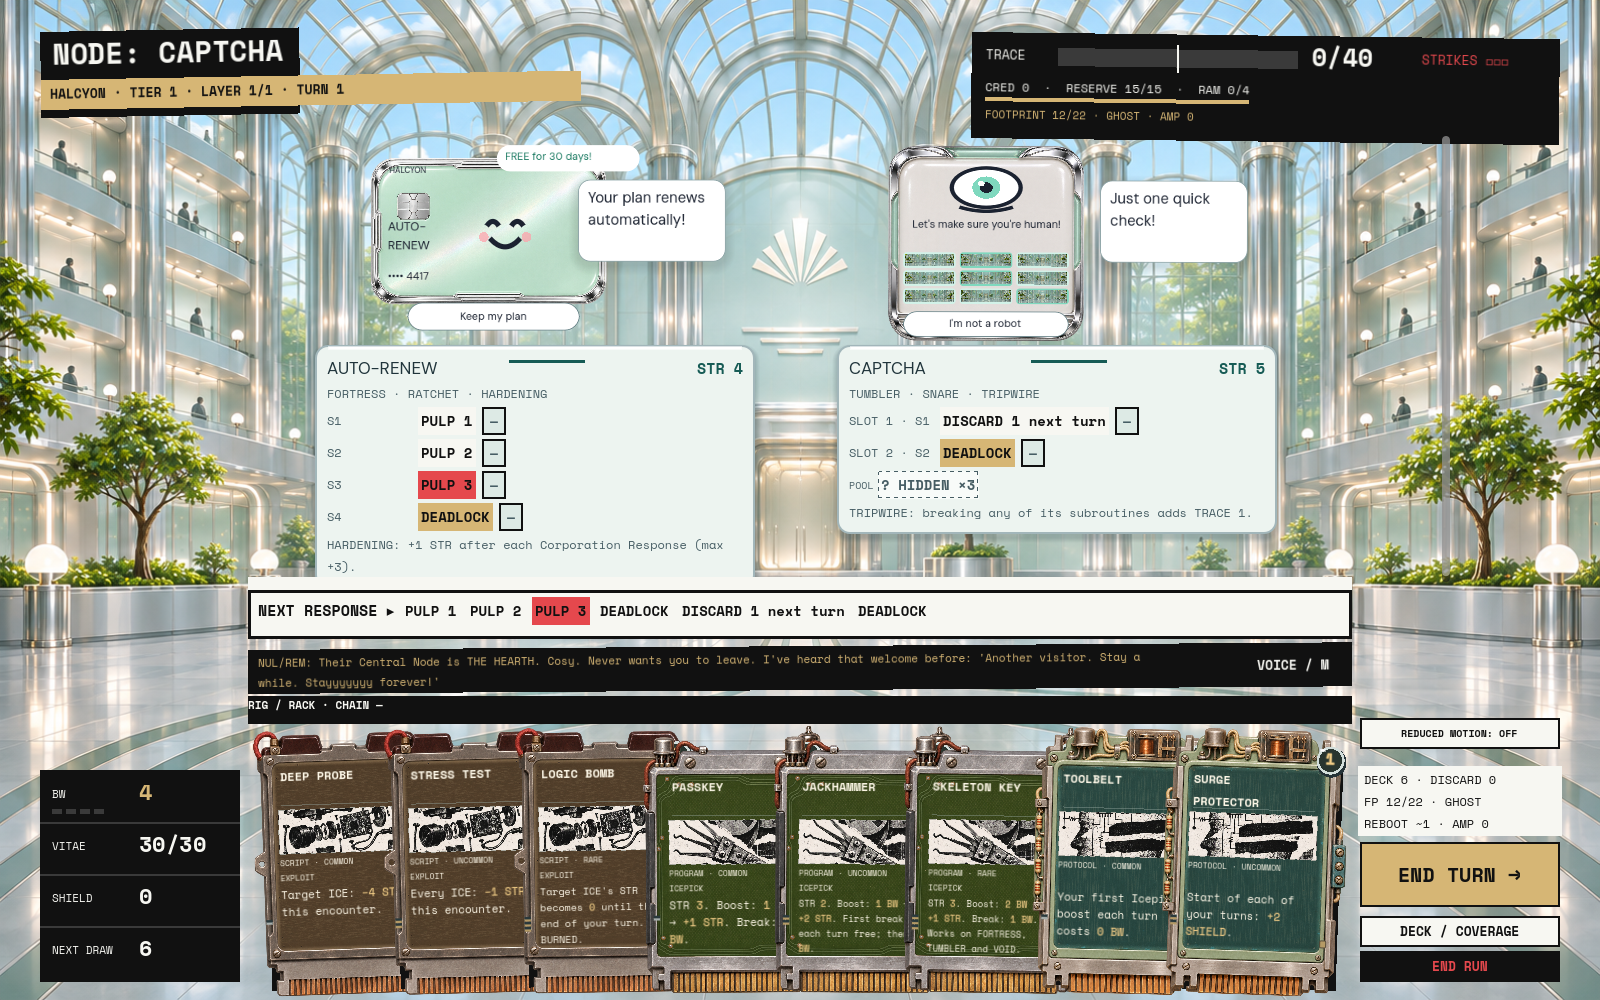 NODE: CAPTCHA
HALCYON · TIER 1 · LAYER 1/1 · TURN 1
TRACE 0/40 STRIKES □□□
CRED 0 · RESERVE 15/15 · RAM 0/4
FOOTPRINT 12/22 · GHOST · AMP 0
HALCYON
FREE for 30 days!
AUTO-
RENEW
•••• 4417
Keep my plan
Your plan renews
automatically!
Let's make sure you're human!
I'm not a robot
Just one quick
check!
AUTO-RENEW STR 4
FORTRESS · RATCHET · HARDENING
S1 PULP 1 —
S2 PULP 2 —
S3 PULP 3 —
S4 DEADLOCK —
HARDENING: +1 STR after each Corporation Response (max
+3).
CAPTCHA STR 5
TUMBLER · SNARE · TRIPWIRE
SLOT 1 · S1 DISCARD 1 next turn —
SLOT 2 · S2 DEADLOCK —
POOL ? HIDDEN ×3
TRIPWIRE: breaking any of its subroutines adds TRACE 1.
NEXT RESPONSE ▸ PULP 1 PULP 2 PULP 3 DEADLOCK DISCARD 1 next turn DEADLOCK
NUL/REM: Their Central Node is THE HEARTH. Cosy. Never wants you to leave. I've heard that welcome before: 'Another visitor. Stay a
while. Stayyyyyyy forever!'
VOICE / M
RIG / RACK · CHAIN —
BW 4
VITAE 30/30
SHIELD 0
NEXT DRAW 6
DEEP PROBE
SCRIPT · COMMON
EXPLOIT
Target ICE: -4 ST
this encounter.
STRESS TEST
SCRIPT · UNCOMMON
EXPLOIT
Every ICE: -1 STR
this encounter.
LOGIC BOMB
SCRIPT · RARE
EXPLOIT
Target ICE's STR
becomes 0 until th
end of your turn.
BURNED.
PASSKEY
PROGRAM · COMMON
ICEPICK
STR 3. Boost: 1
→ +1 STR. Break:
BW.
JACKHAMMER
PROGRAM · UNCOMMON
ICEPICK
STR 2. Boost: 1 BW
+2 STR. First break
each turn free; the
BW.
SKELETON KEY
PROGRAM · RARE
ICEPICK
STR 3. Boost: 2 BW
+1 STR. Break: 1 BW.
Works on FORTRESS,
TUMBLER and VOID.
TOOLBELT
PROTOCOL · COMMON
Your first Icepi
boost each turn
costs 0 BW.
SURGE
PROTECTOR
1
PROTOCOL · UNCOMMON
Start of each of
your turns: +2
SHIELD.
REDUCED MOTION: OFF
DECK 6 · DISCARD 0
FP 12/22 · GHOST
REBOOT ~1 · AMP 0
END TURN →
DECK / COVERAGE
END RUN